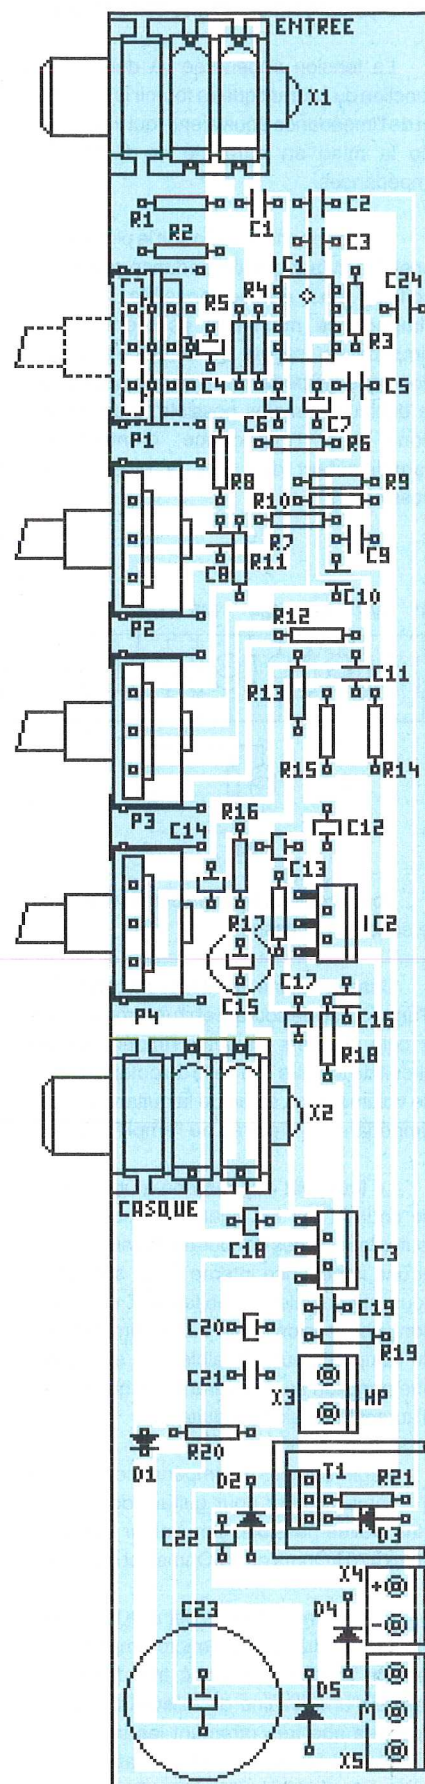 ENTREE
X1
R1
C1
C2
R2
C3
IC1
R4
C24
R5
R3
C4
C5
C6
C7
P1
R6
R8
R9
R10
R7
C9
R11
C8
C10
P2
R12
C11
R13
R15
R14
P3
R16
C14
C12
C13
R17
IC2
C15
C17
C16
P4
R18
X2
CASQUE
C18
IC3
C19
C20
R19
C21
X3
HP
R20
D1
T1
D2
R21
C22
D3
X4
+
C23
D4
-
D5
M
X5